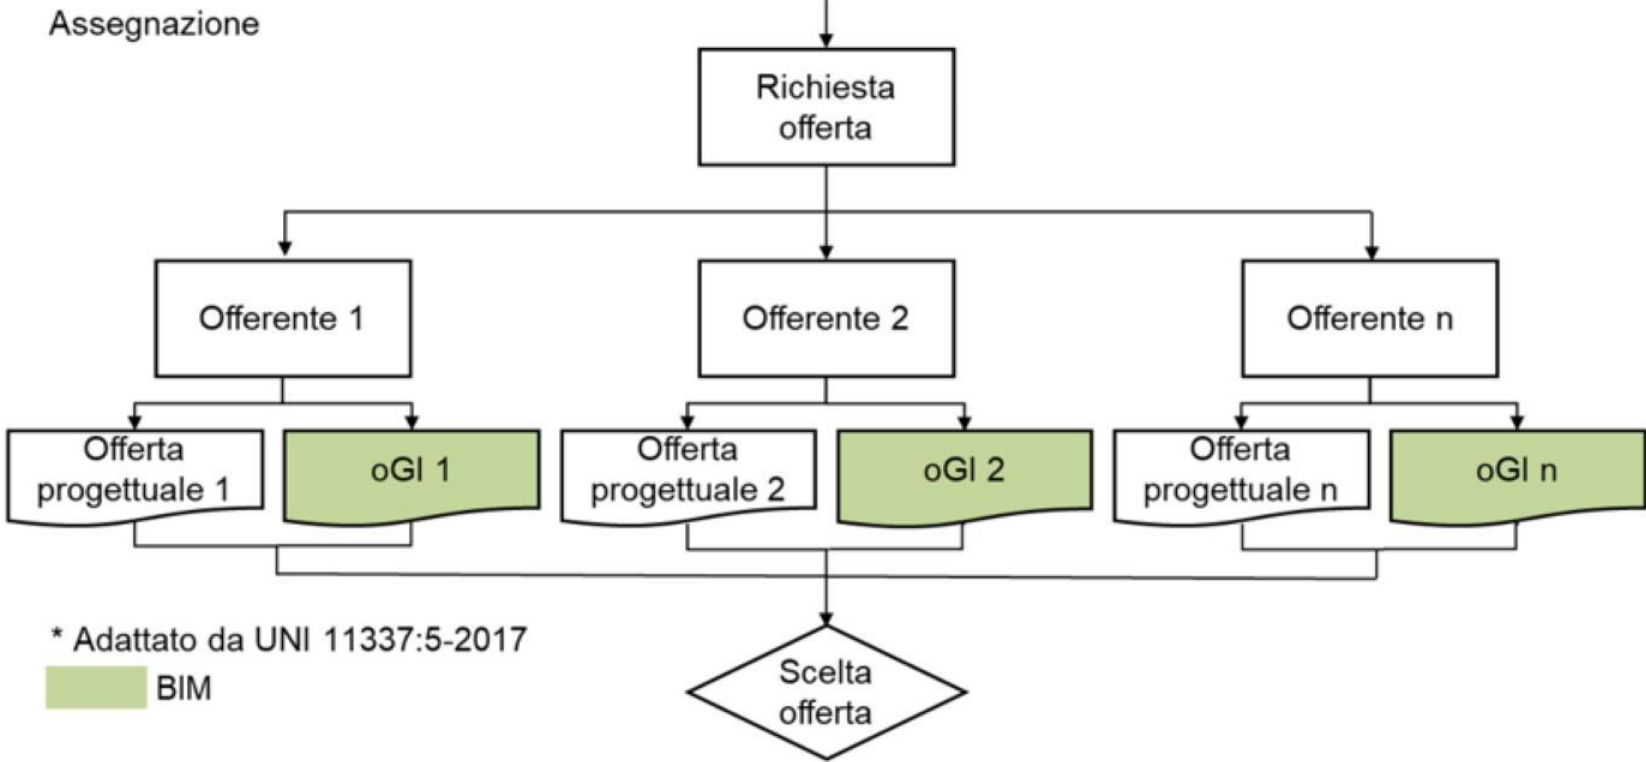 Assegnazione
Richiesta
offerta
Offerente 1
Offerente 2
Offerente n
Offerta
progettuale 1
oGI 1
Offerta
progettuale 2
oGI 2
Offerta
progettuale n
oGI n
* Adattato da UNI 11337:5-2017
BIM
Scelta
offerta